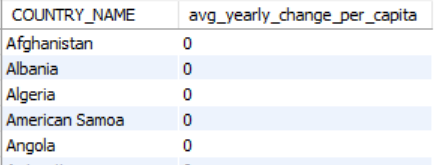 COUNTRY_NAME avg_yearly_change_per_capita
Afghanistan 0
Albania 0
Algeria 0
American Samoa 0
Angola 0